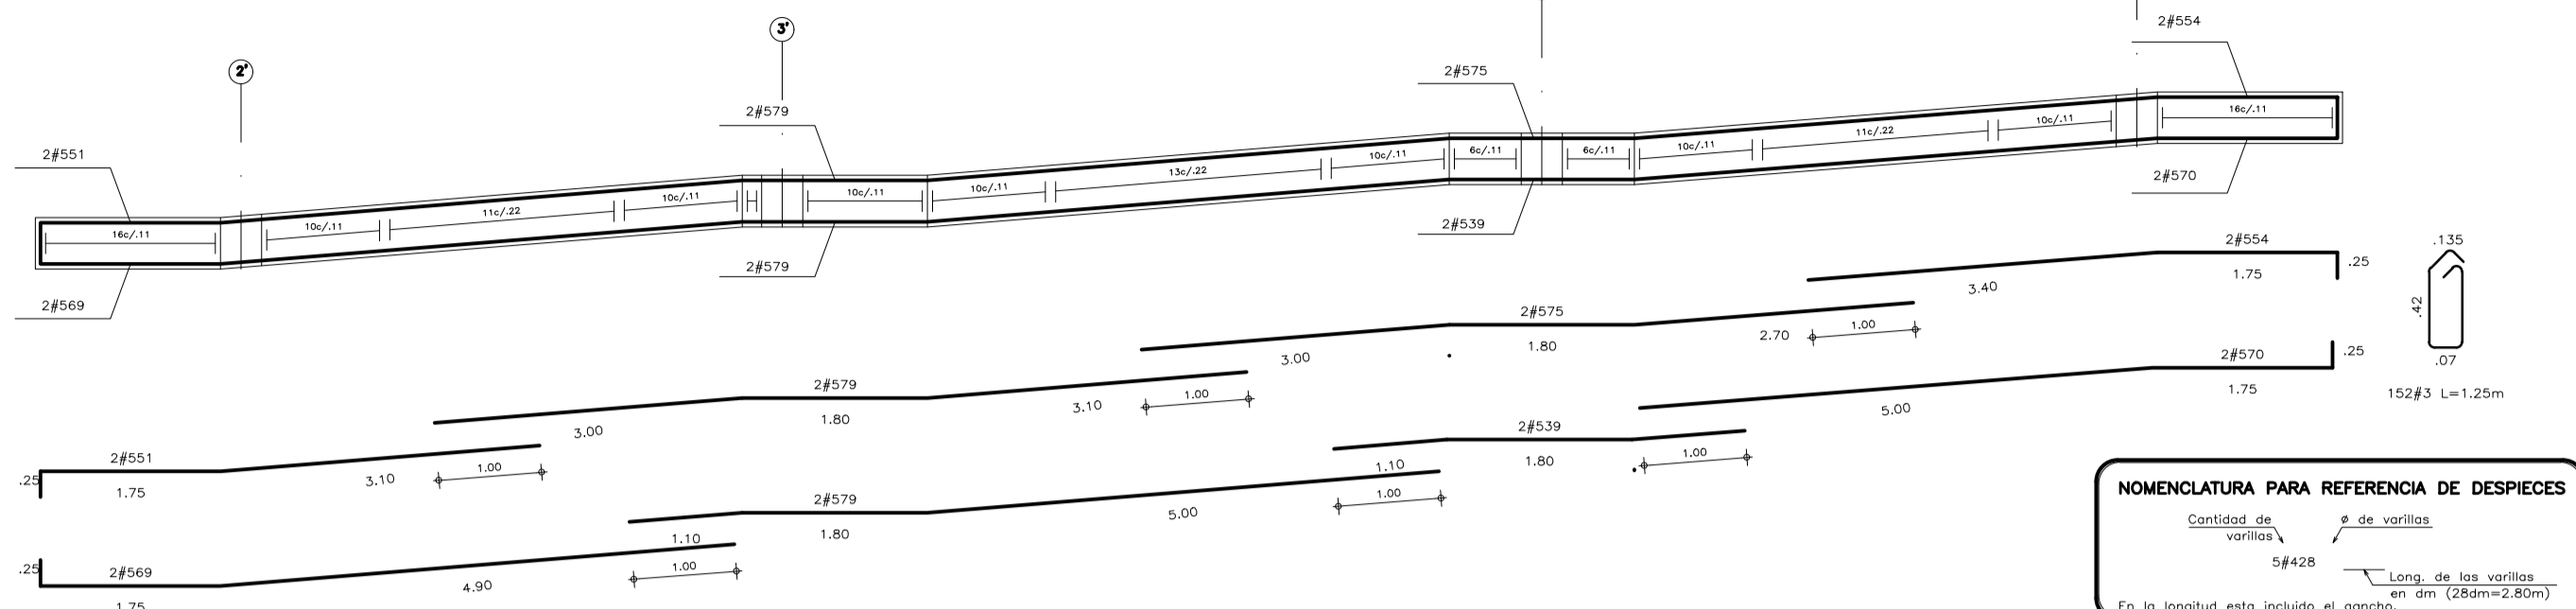 2'
3'
2#554
2#575
2#579
2#551
16c/.11
10c/.11
11c/.22
10c/.11
10c/.11
10c/.11
13c/.22
10c/.11
6c/.11
6c/.11
10c/.11
11c/.22
10c/.11
16c/.11
2#570
2#539
2#579
2#569
2#554
.25
1.75
3.40
2#575
1.00
2.70
1.80
3.00
2#579
1.00
3.10
1.80
3.00
2#551
1.00
3.10
1.75
.25
2#570
.25
1.75
5.00
2#539
1.00
1.80
1.10
2#579
1.00
5.00
1.80
1.10
2#569
1.00
4.90
1.75
.25
.135
.42
.07
152#3 L=1.25m
NOMENCLATURA PARA REFERENCIA DE DESPIECES
Cantidad de
varillas
ø de varillas
5#428
Long. de las varillas
en dm (28dm=2.80m)
En la longitud esta incluido el gancho.